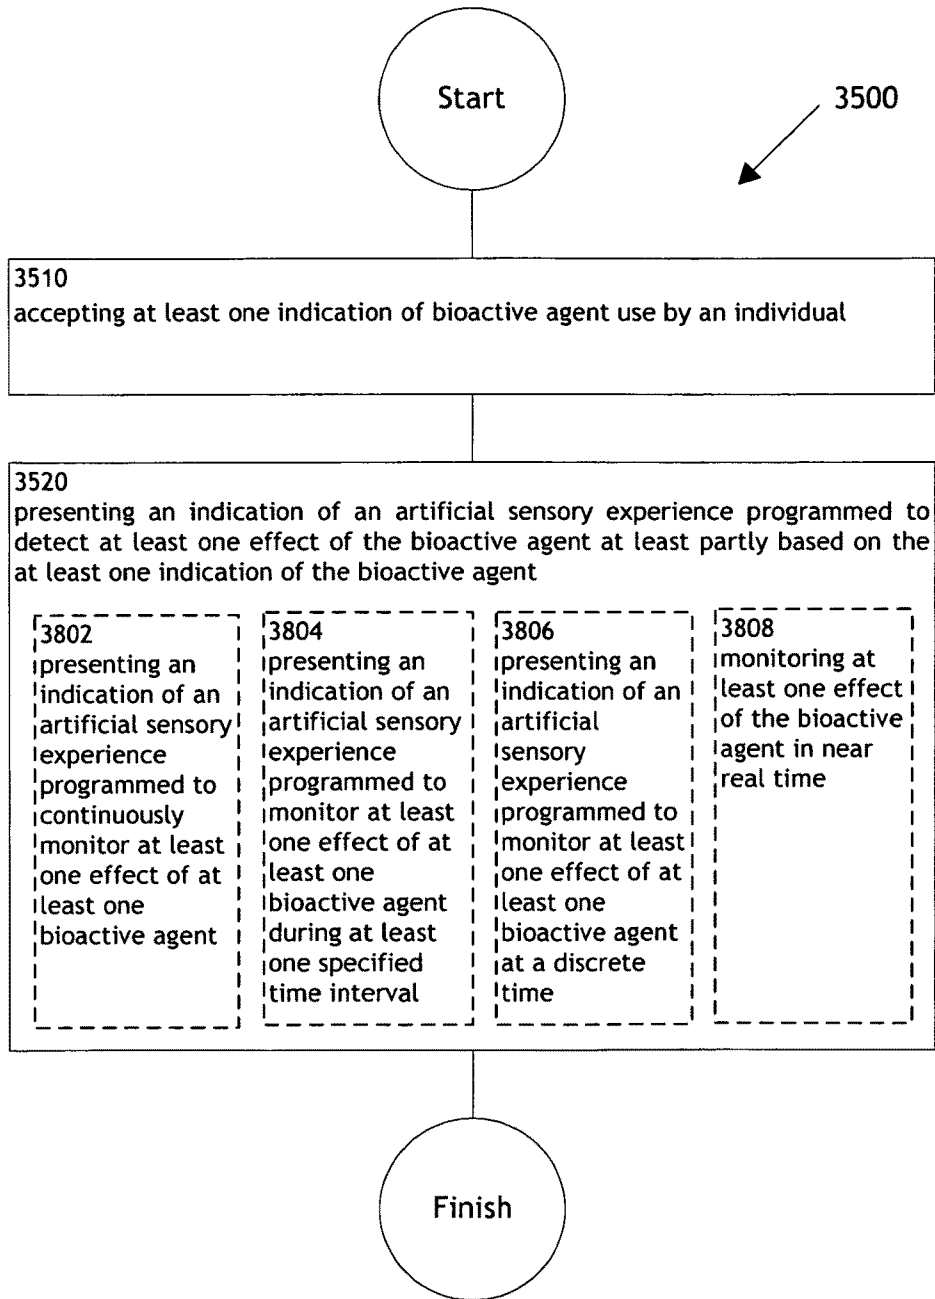 Start
3500
3510
accepting at least one indication of bioactive agent use by an individual
3520
presenting an indication of an artificial sensory experience programmed to
detect at least one effect of the bioactive agent at least partly based on the
at least one indication of the bioactive agent
3802
presenting an
indication of an
artificial sensory
experience
programmed to
continuously
monitor at least
one effect of at
least one
bioactive agent
3804
presenting an
indication of an
artificial sensory
experience
programmed to
monitor at least
one effect of at
least one
bioactive agent
during at least
one specified
time interval
3806
presenting an
indication of an
artificial
sensory
experience
programmed to
monitor at least
one effect of at
least one
bioactive agent
at a discrete
time
3808
monitoring at
least one effect
of the bioactive
agent in near
real time
Finish